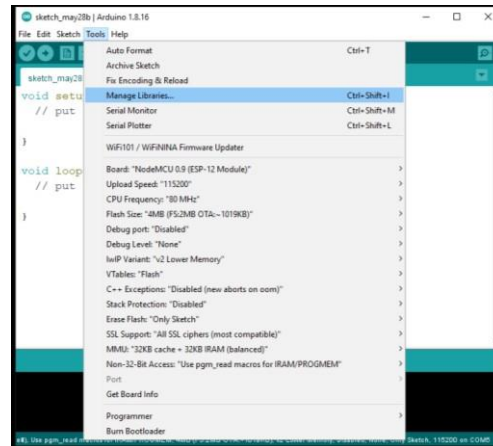 sketch_may28b | Arduino 1.8.16
File Edit Sketch Tools Help
sketch_may28
void setu
// put
}
void loop
// put
}
Auto Format Ctrl+T
Archive Sketch
Fix Encoding & Reload
Manage Libraries... Ctrl+Shift+I
Serial Monitor Ctrl+Shift+M
Serial Plotter Ctrl+Shift+L
WiFi101 / WiFiNINA Firmware Updater
Board: "NodeMCU 0.9 (ESP-12 Module)"
Upload Speed: "115200"
CPU Frequency: "80 MHz"
Flash Size: "4MB (FS:2MB OTA:~1019KB)"
Debug port: "Disabled"
Debug Level: "None"
lwIP Variant: "v2 Lower Memory"
VTables: "Flash"
C++ Exceptions: "Disabled (new aborts on oom)"
Stack Protection: "Disabled"
Erase Flash: "Only Sketch"
SSL Support: "All SSL ciphers (most compatible)"
MMU: "32KB cache + 32KB IRAM (balanced)"
Non-32-Bit Access: "Use pgm_read macros for IRAM/PROGMEM"
Port
Get Board Info
Programmer
Burn Bootloader
Use pgm_read Sketch, 115200 on COM5